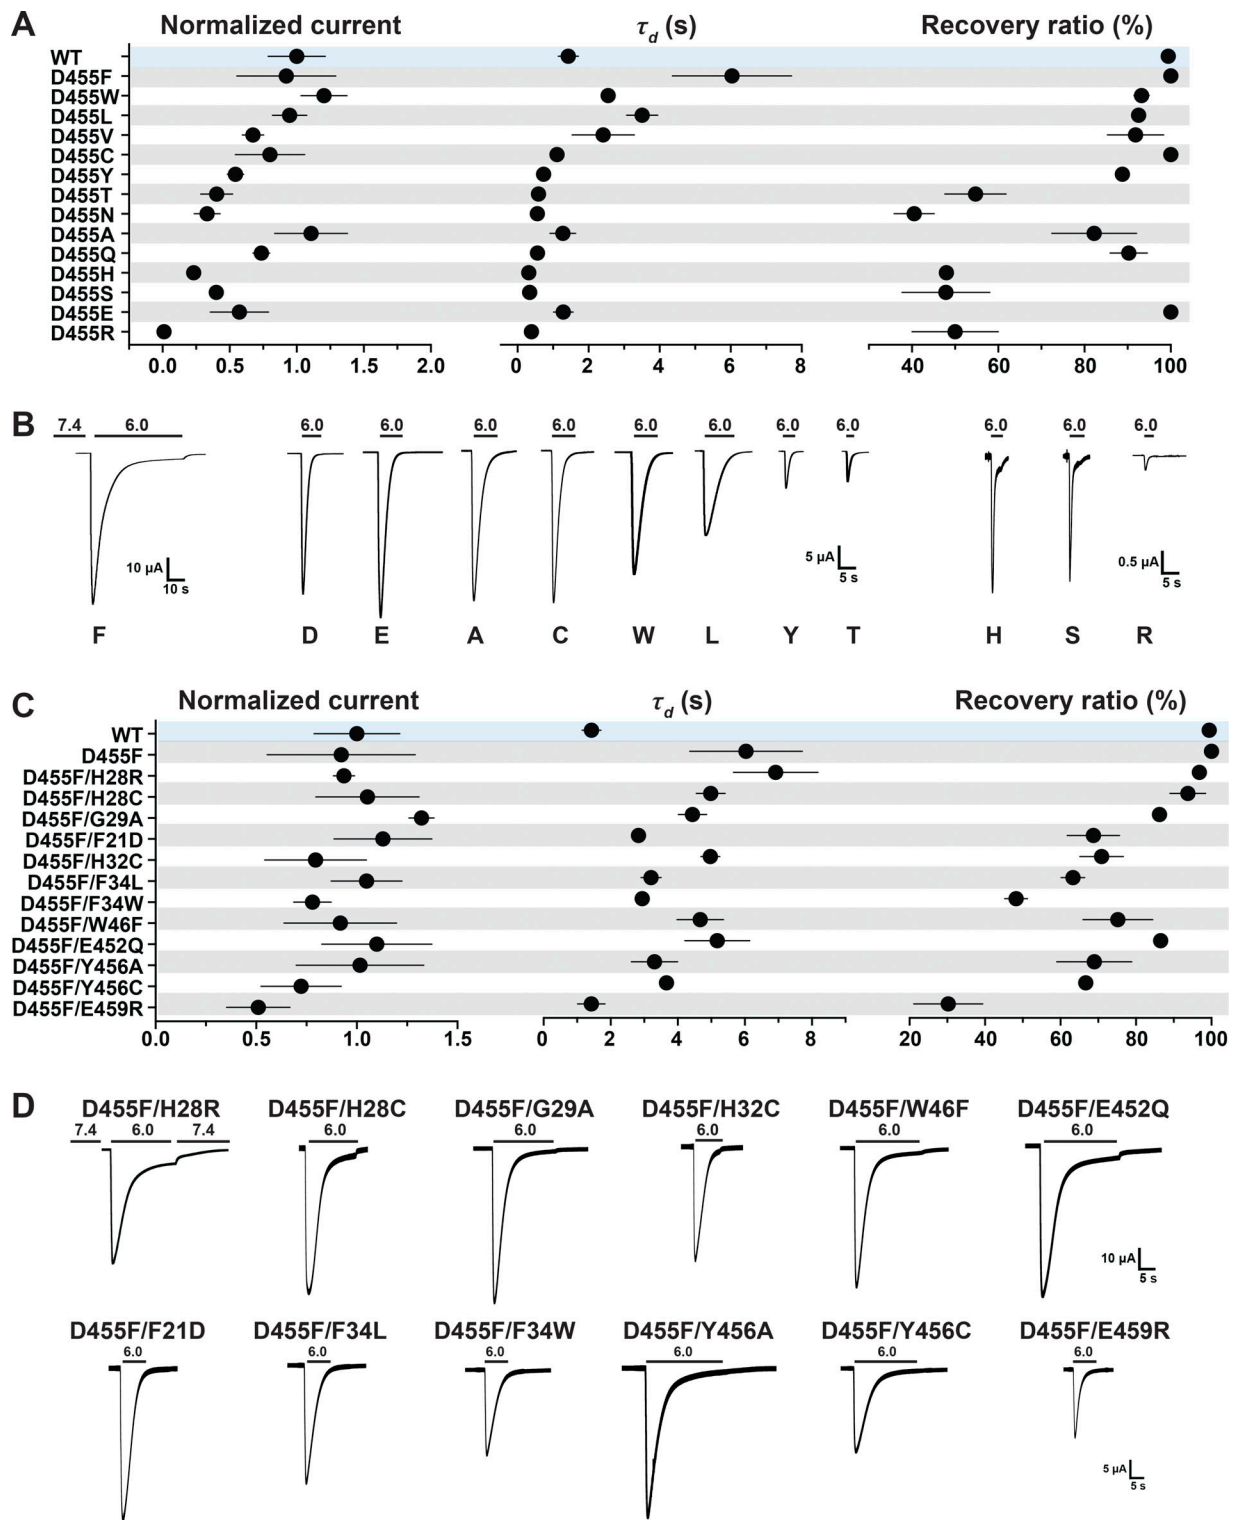 A
Normalized current
τd (s)
Recovery ratio (%)
WT
D455F
D455W
D455L
D455V
D455C
D455Y
D455T
D455N
D455A
D455Q
D455H
D455S
D455E
D455R
0.0 0.5 1.0 1.5 2.0
0 2 4 6 8
40 60 80 100
B
7.4 6.0 6.0 6.0 6.0 6.0 6.0 6.0 6.0 6.0 6.0 6.0 6.0
10 µA
10 s
5 µA
5 s
0.5 µA
5 s
F D E A C W L Y T H S R
C
Normalized current
τd (s)
Recovery ratio (%)
WT
D455F
D455F/H28R
D455F/H28C
D455F/G29A
D455F/F21D
D455F/H32C
D455F/F34L
D455F/F34W
D455F/W46F
D455F/E452Q
D455F/Y456A
D455F/Y456C
D455F/E459R
0.0 0.5 1.0 1.5
0 2 4 6 8
20 40 60 80 100
D
D455F/H28R D455F/H28C D455F/G29A D455F/H32C D455F/W46F D455F/E452Q
7.4 6.0 7.4 6.0 6.0 6.0 6.0 6.0
10 µA
5 s
D455F/F21D D455F/F34L D455F/F34W D455F/Y456A D455F/Y456C D455F/E459R
6.0 6.0 6.0 6.0 6.0 6.0
5 µA
5 s